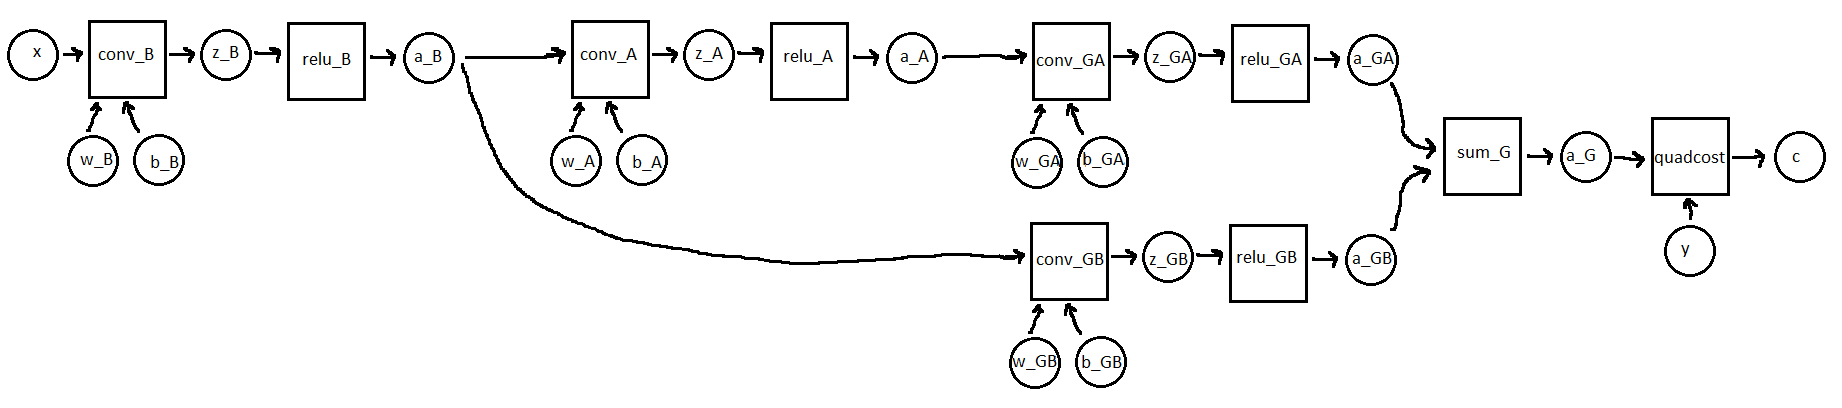 x
conv_B
z_B
relu_B
a_B
conv_A
z_A
relu_A
a_A
conv_GA
z_GA
relu_GA
a_GA
w_B
b_B
w_A
b_A
w_GA
b_GA
sum_G
a_G
quadcost
c
conv_GB
z_GB
relu_GB
a_GB
y
w_GB
b_GB